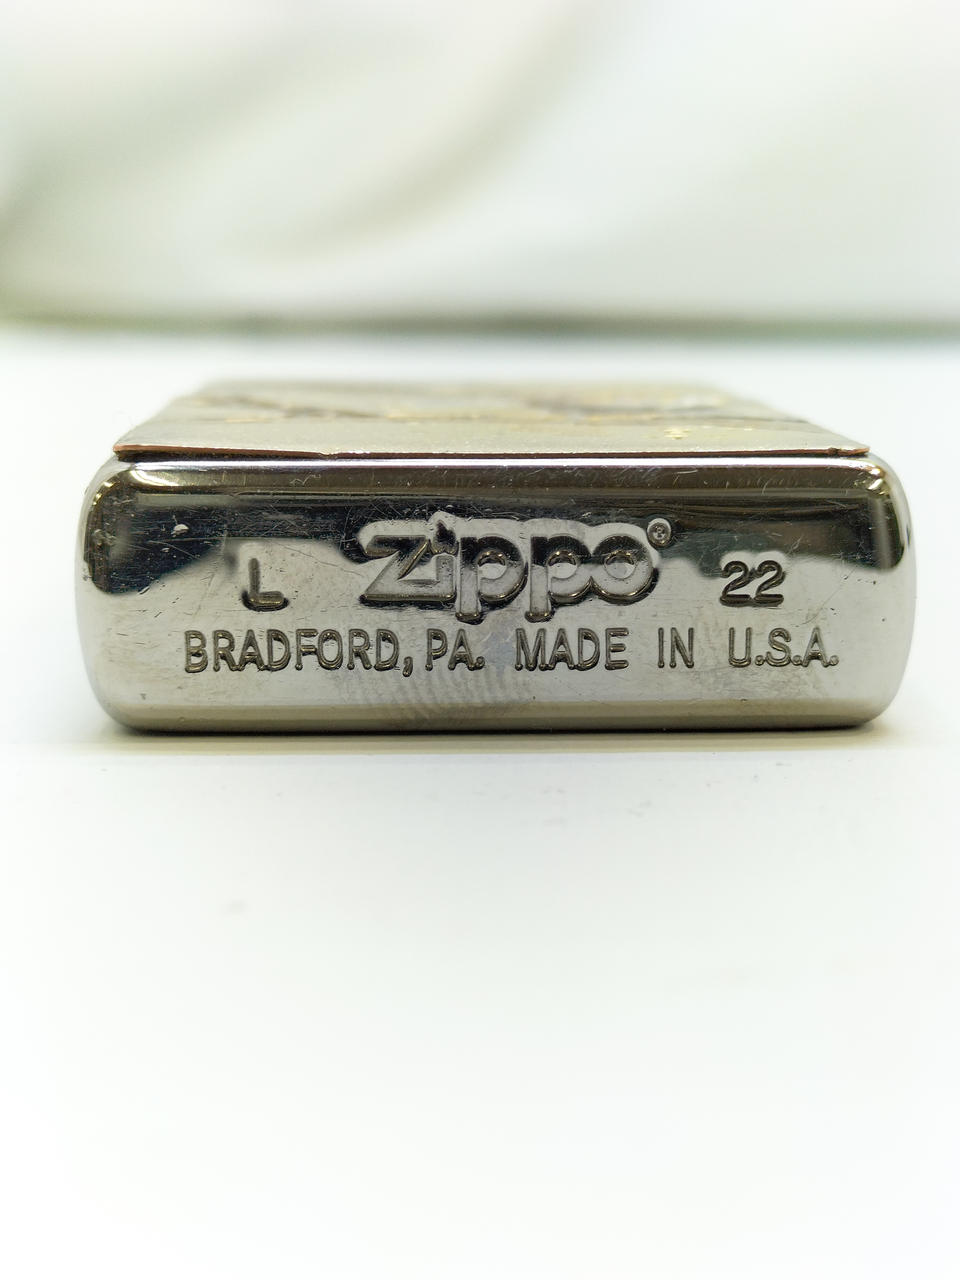 L Zippo® 22
BRADFORD, PA. MADE IN U.S.A.